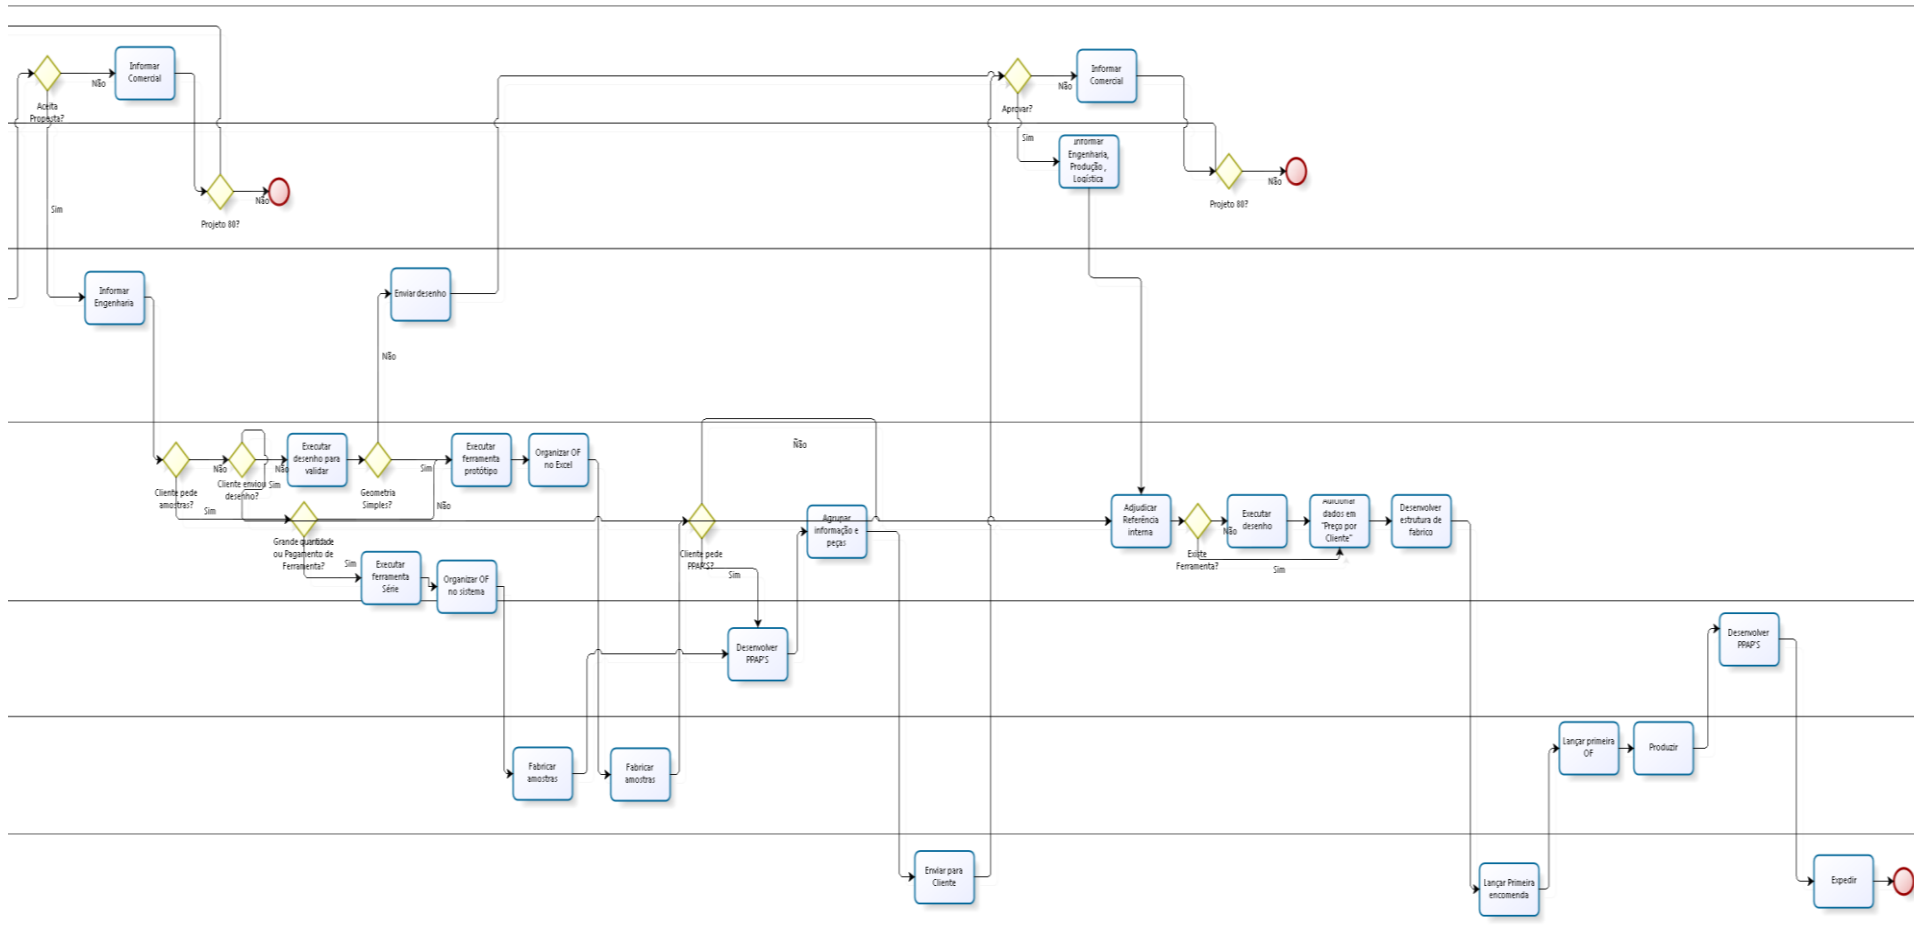 Informar
Comercial
Não
Aceita
Proposta?
Sim
Não
Projeto 80?
Informar
Comercial
Não
Aprovar?
Sim
Informar
Engenharia,
Produção ,
Logística
Não
Projeto 80?
Informar
Engenharia
Enviar desenho
Não
Executar
desenho para
validar
Executar
ferramenta
protótipo
Organizar OF
no Excel
Não
Não
Não
Sim
Sim
Cliente pede
amostras?
Cliente enviou
desenho?
Geometria
Simples?
Sim
Não
Grande quantidade
ou Pagamento de
Ferramenta?
Sim
Executar
ferramenta
Série
Organizar OF
no sistema
Cliente pede
PPAP'S?
Sim
Agrupar
informação e
peças
Adjudicar
Referência
interna
Não
Existe
Ferramenta?
Sim
Executar
desenho
Adicionar
dados em
"Preço por
Cliente"
Desenvolver
estrutura de
fabrico
Desenvolver
PPAP'S
Desenvolver
PPAP'S
Fabricar
amostras
Fabricar
amostras
Lançar primeira
OF
Produzir
Enviar para
Cliente
Lançar Primeira
encomenda
Expedir